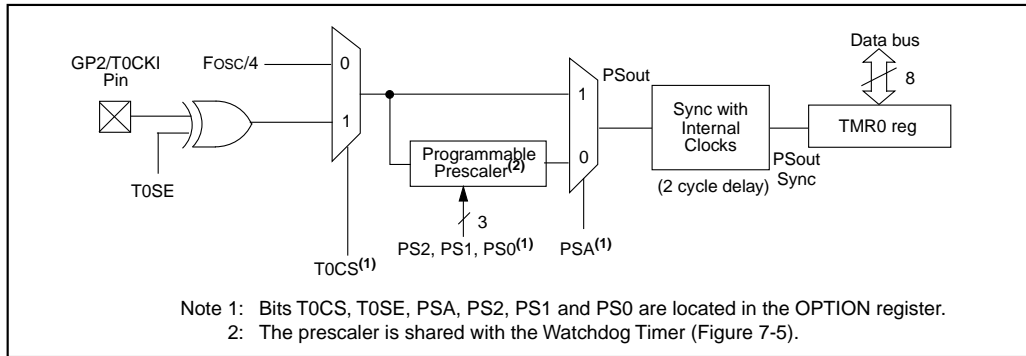 GP2/T0CKI
Pin
T0SE
FOSC/4
0
1
T0CS(1)
Programmable
Prescaler(2)
3
PS2, PS1, PS0(1)
1
0
PSA(1)
PSout
Sync with
Internal
Clocks
(2 cycle delay)
PSout
Sync
Data bus
8
TMR0 reg
Note 1: Bits T0CS, T0SE, PSA, PS2, PS1 and PS0 are located in the OPTION register.
2: The prescaler is shared with the Watchdog Timer (Figure 7-5).